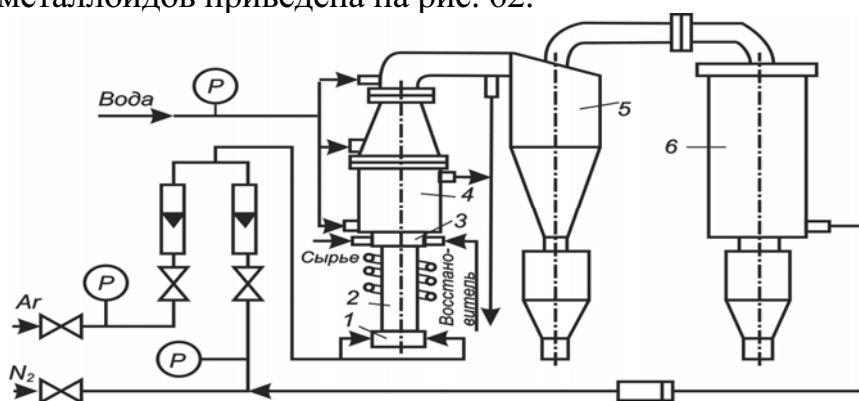 металлоидов приведена на рис. 62.
Вода
P
5
6
4
3
Сырье
Восстано-
витель
2
1
Ar
P
P
N2